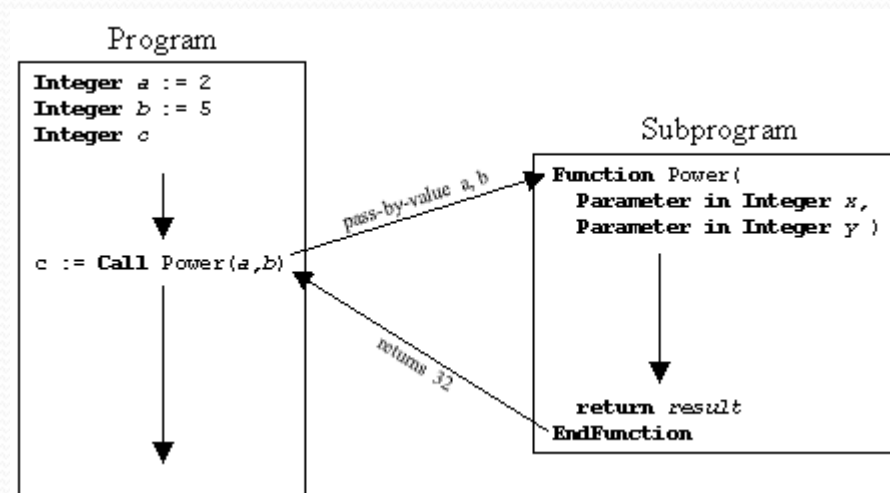 Program
Integer a := 2
Integer b := 5
Integer c
c := Call Power(a,b)
pass-by-value a, b
returns 32
Subprogram
Function Power(
Parameter in Integer x,
Parameter in Integer y )
return result
EndFunction